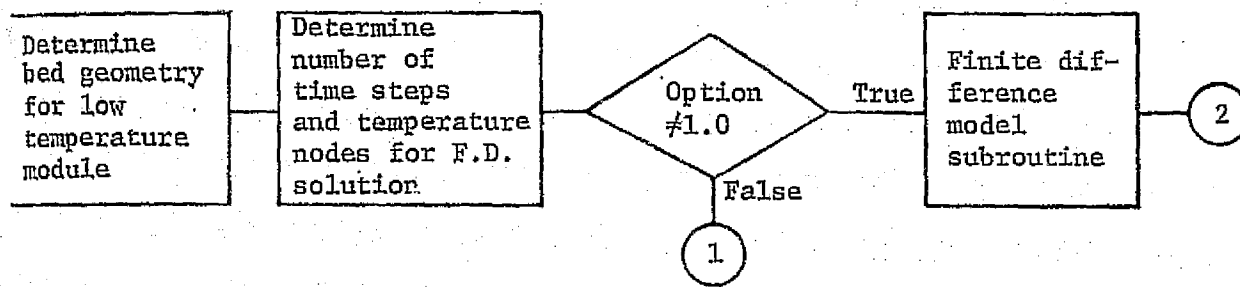 Determine
bed geometry
for low
temperature
module
Determine
number of
time steps
and temperature
nodes for F.D.
solution
Option
≠1.0
True
False
1
Finite dif-
ference
model
subroutine
2